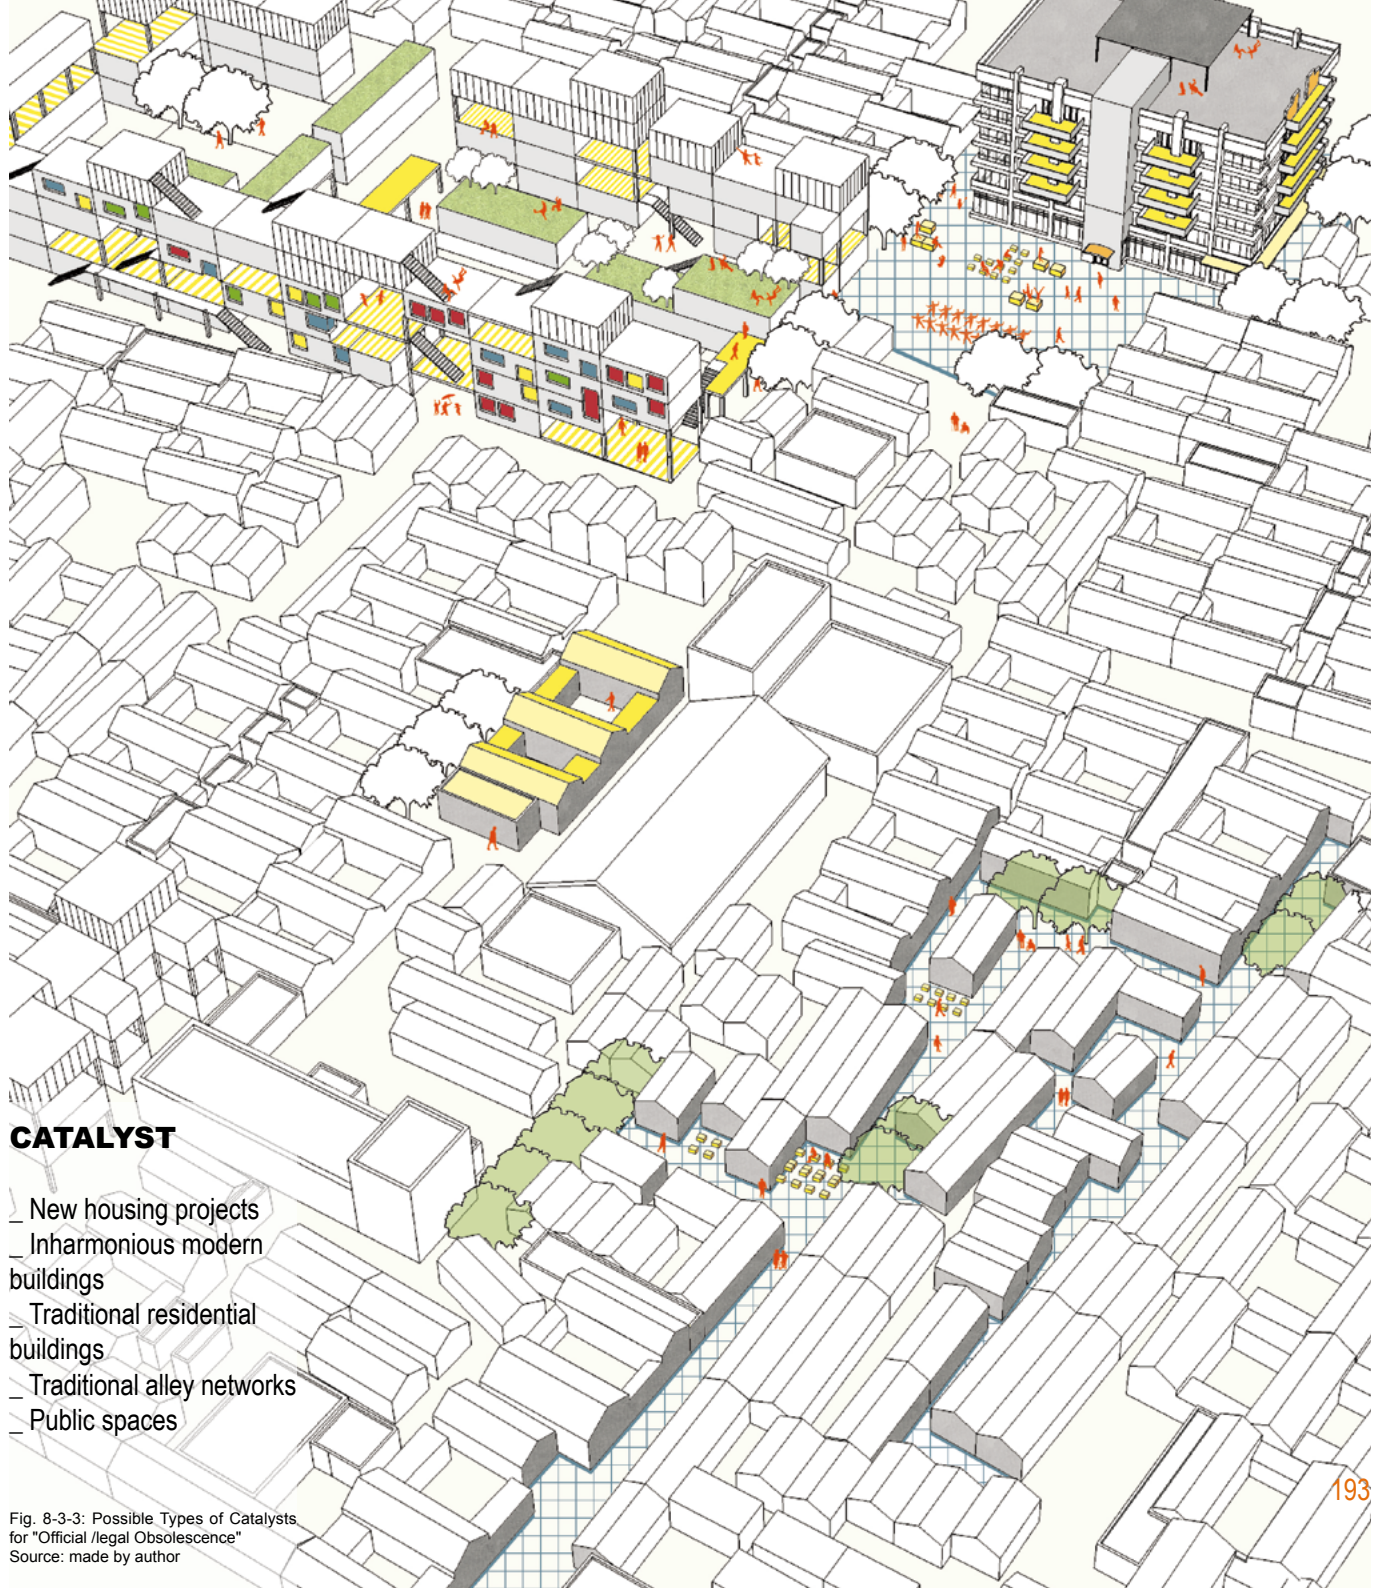 CATALYST
_ New housing projects
_ Inharmonious modern
buildings
_ Traditional residential
buildings
_ Traditional alley networks
_ Public spaces
193
Fig. 8-3-3: Possible Types of Catalysts
for "Official /legal Obsolescence"
Source: made by author